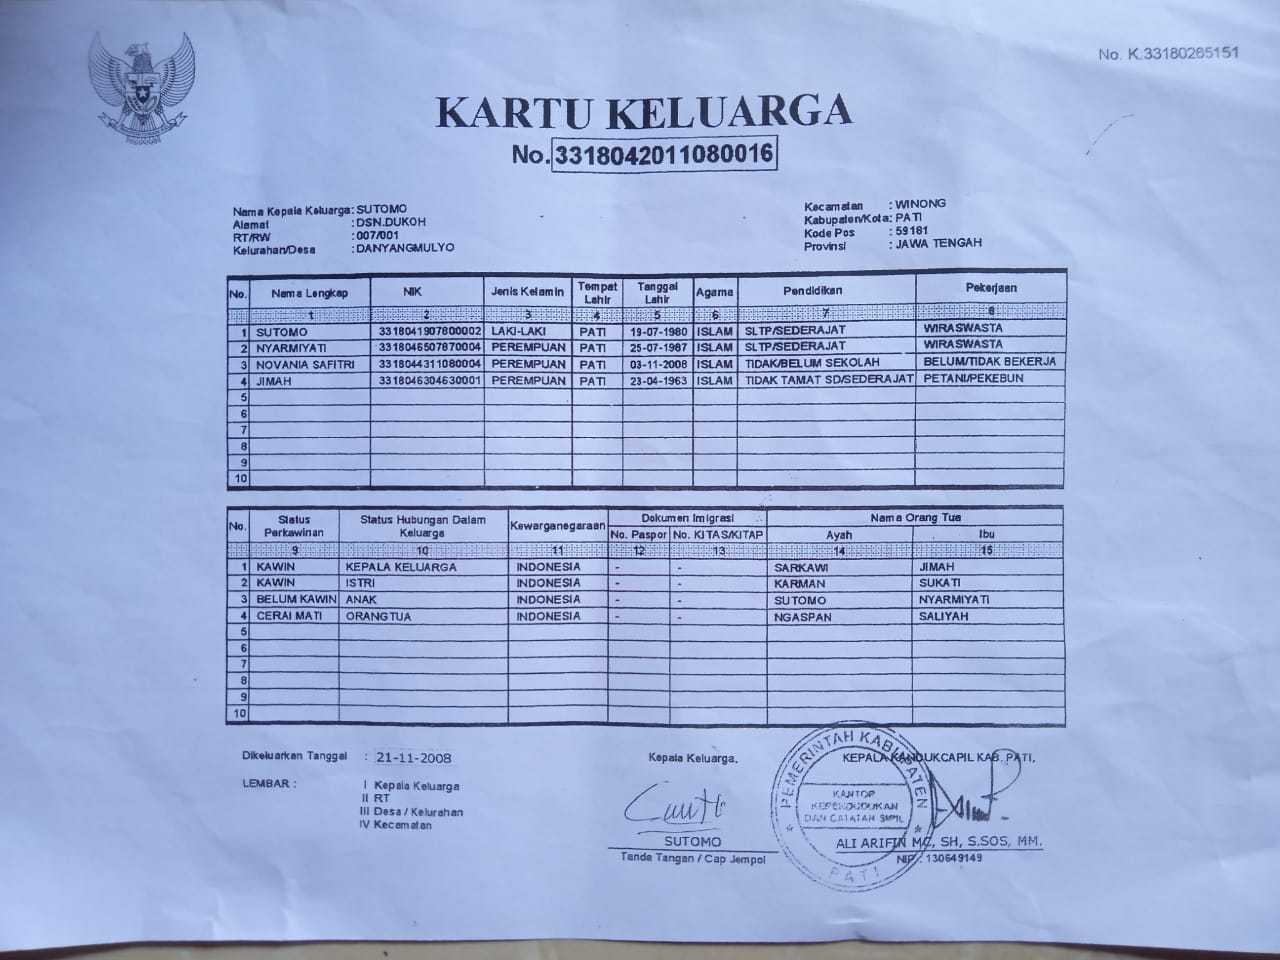 No. K.33180265151
KARTU KELUARGA
No. 3318042011080016
Nama Kepala Keluarga : SUTOMO
Alamat : DSN.DUKOH
RT/RW : 007/001
Kelurahan/Desa : DANYANGMULYO
Kecamatan : WINONG
Kabupaten/Kota : PATI
Kode Pos : 59181
Provinsi : JAWA TENGAH
No. Nama Lengkap NIK Jenis Kelamin Tempat Lahir Tanggal Lahir Agama Pendidikan Pekerjaan
1 2 3 4 5 6 7 8
1 SUTOMO 3318041907800002 LAKI-LAKI PATI 19-07-1980 ISLAM SLTP/SEDERAJAT WIRASWASTA
2 NYARMIYATI 3318046507870004 PEREMPUAN PATI 25-07-1987 ISLAM SLTP/SEDERAJAT WIRASWASTA
3 NOVANIA SAFITRI 3318044311080004 PEREMPUAN PATI 03-11-2008 ISLAM TIDAK/BELUM SEKOLAH BELUM/TIDAK BEKERJA
4 JIMAH 3318046304630001 PEREMPUAN PATI 23-04-1963 ISLAM TIDAK TAMAT SD/SEDERAJAT PETANI/PEKEBUN
5
6
7
8
9
10
No. Status Perkawinan Status Hubungan Dalam Keluarga Kewarganegaraan Dokumen Imigrasi Nama Orang Tua
No. Paspor No. KITAS/KITAP Ayah Ibu
9 10 11 12 13 14 15
1 KAWIN KEPALA KELUARGA INDONESIA - - SARKAWI JIMAH
2 KAWIN ISTRI INDONESIA - - KARMAN SUKATI
3 BELUM KAWIN ANAK INDONESIA - - SUTOMO NYARMIYATI
4 CERAI MATI ORANG TUA INDONESIA - - NGASPAN SALIYAH
5
6
7
8
9
10
Dikeluarkan Tanggal : 21-11-2008
LEMBAR : I Kepala Keluarga
II RT
III Desa / Kelurahan
IV Kecamatan
Kepala Keluarga,
SUTOMO
Tanda Tangan / Cap Jempol
KEPALA KANDUKCAPIL KAB. PATI,
PEMERINTAH KABUPATEN
KANTOR
KEPENDUDUKAN
DAN CATATAN SIPIL
PATI
ALI ARIFIN MC, SH, S.SOS, MM.
NIP : 130649149